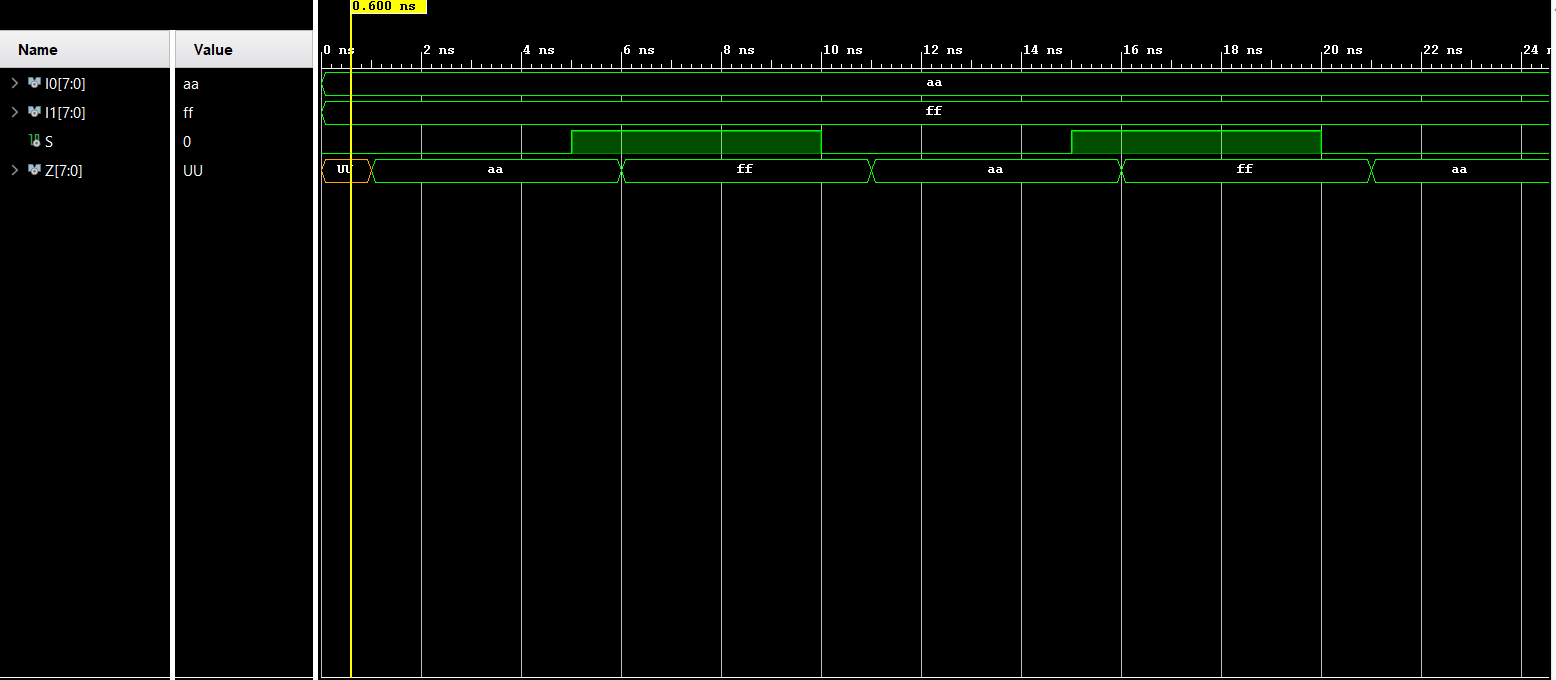 0.600 ns
Name Value
0 ns 2 ns 4 ns 6 ns 8 ns 10 ns 12 ns 14 ns 16 ns 18 ns 20 ns 22 ns 24
I0[7:0] aa aa
I1[7:0] ff ff
S 0
Z[7:0] UU UU aa ff aa ff aa